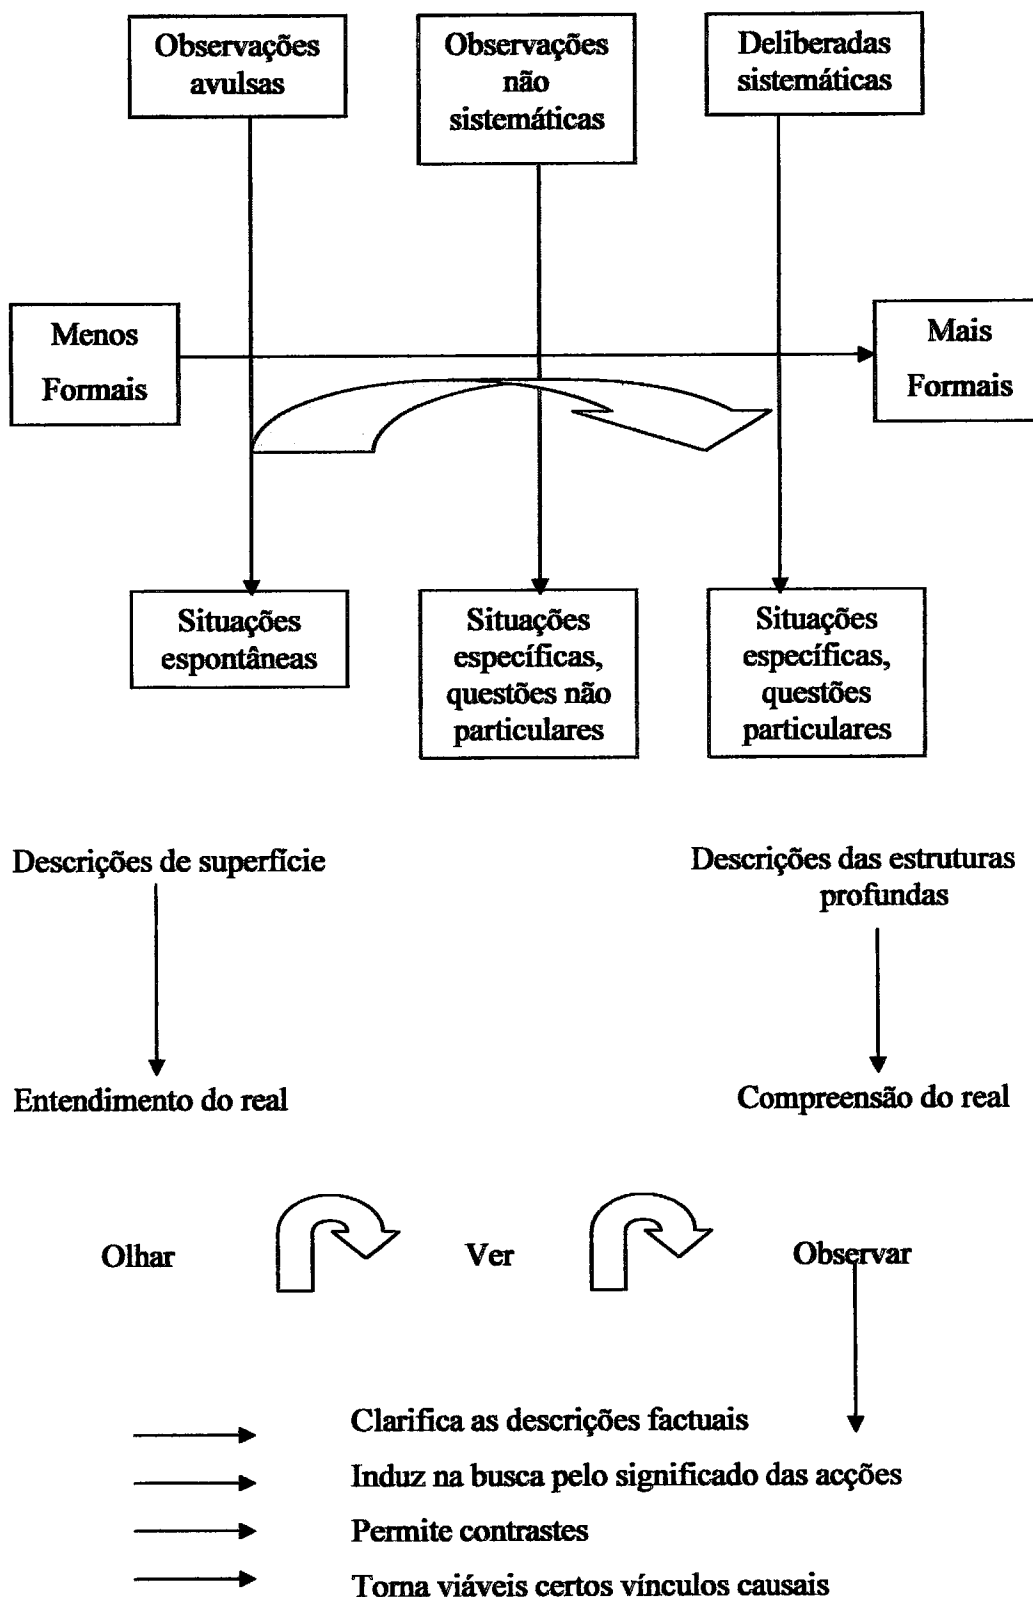 Observações
avulsas
Observações
não
sistemáticas
Deliberadas
sistemáticas
Menos
Formais
Mais
Formais
Situações
espontâneas
Situações
específicas,
questões não
particulares
Situações
específicas,
questões
particulares
Descrições de superfície
Descrições das estruturas
profundas
Entendimento do real
Compreensão do real
Olhar
Ver
Observar
Clarifica as descrições factuais
Induz na busca pelo significado das acções
Permite contrastes
Torna viáveis certos vínculos causais